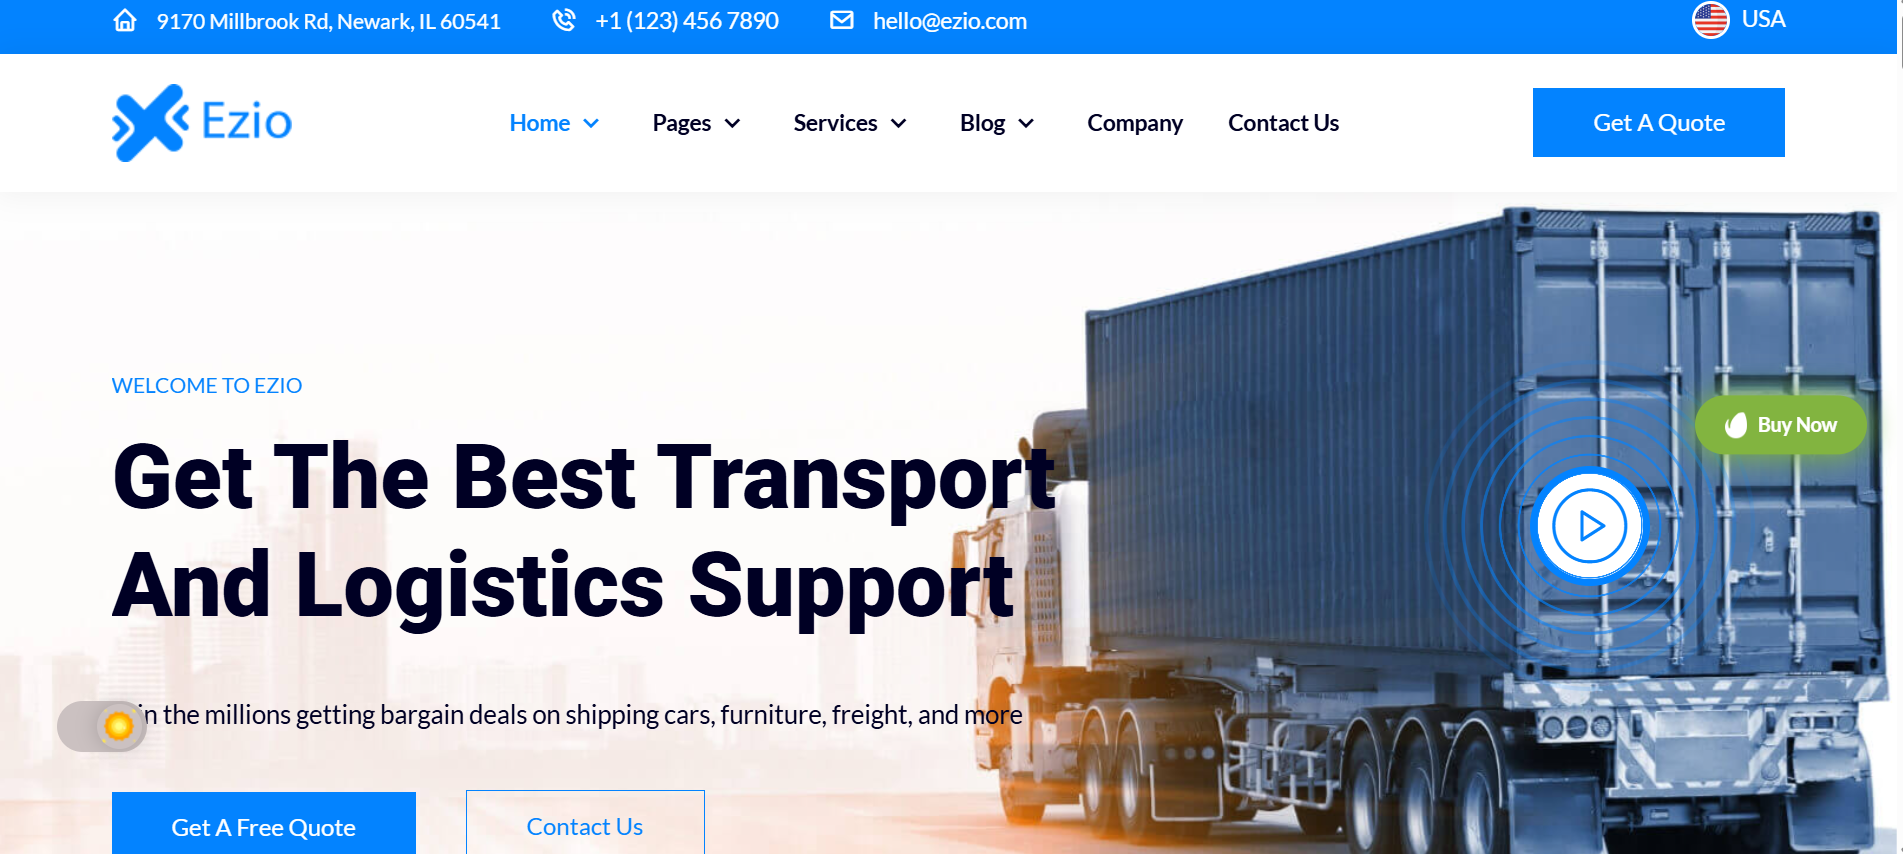 9170 Millbrook Rd, Newark, IL 60541
+1 (123) 456 7890
hello@ezio.com
USA
Ezio
Home
Pages
Services
Blog
Company
Contact Us
Get A Quote
WELCOME TO EZIO
Get The Best Transport
And Logistics Support
Buy Now
in the millions getting bargain deals on shipping cars, furniture, freight, and more
Get A Free Quote
Contact Us